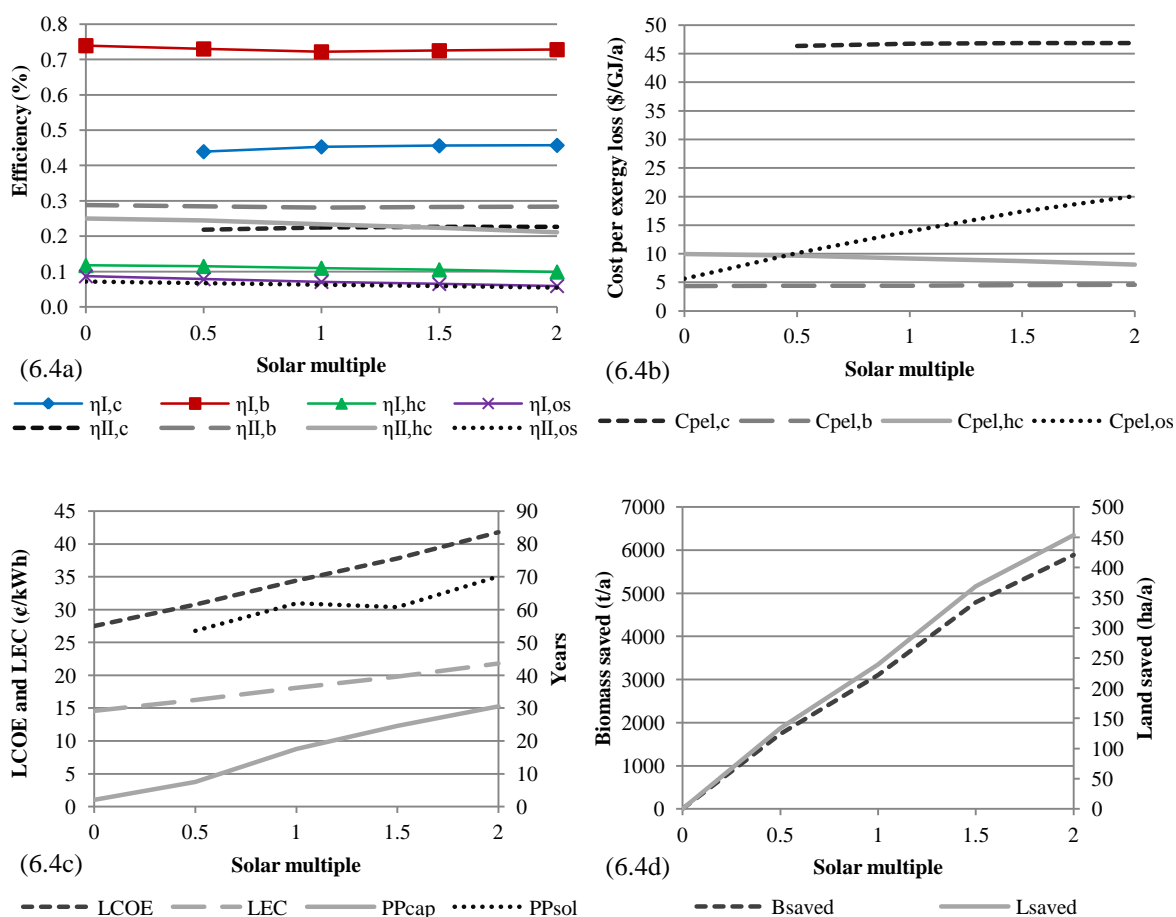 Efficiency (%)
0.8
0.7
0.6
0.5
0.4
0.3
0.2
0.1
0.0
0 0.5 1 1.5 2
Solar multiple
(6.4a)
ηI,c ηI,b ηI,hc ηI,os
ηII,c ηII,b ηII,hc ηII,os
Cost per exergy loss ($/GJ/a)
50
45
40
35
30
25
20
15
10
5
0
0 0.5 1 1.5 2
Solar multiple
(6.4b)
Cpel,c Cpel,b Cpel,hc Cpel,os
LCOE and LEC (¢/kWh)
45
40
35
30
25
20
15
10
5
0
0 0.5 1 1.5 2
90
80
70
60
50
40
30
20
10
0
Years
Solar multiple
(6.4c)
LCOE LEC PPcap PPsol
Biomass saved (t/a)
7000
6000
5000
4000
3000
2000
1000
0
0 0.5 1 1.5 2
500
450
400
350
300
250
200
150
100
50
0
Land saved (ha/a)
Solar multiple
(6.4d)
Bsaved Lsaved